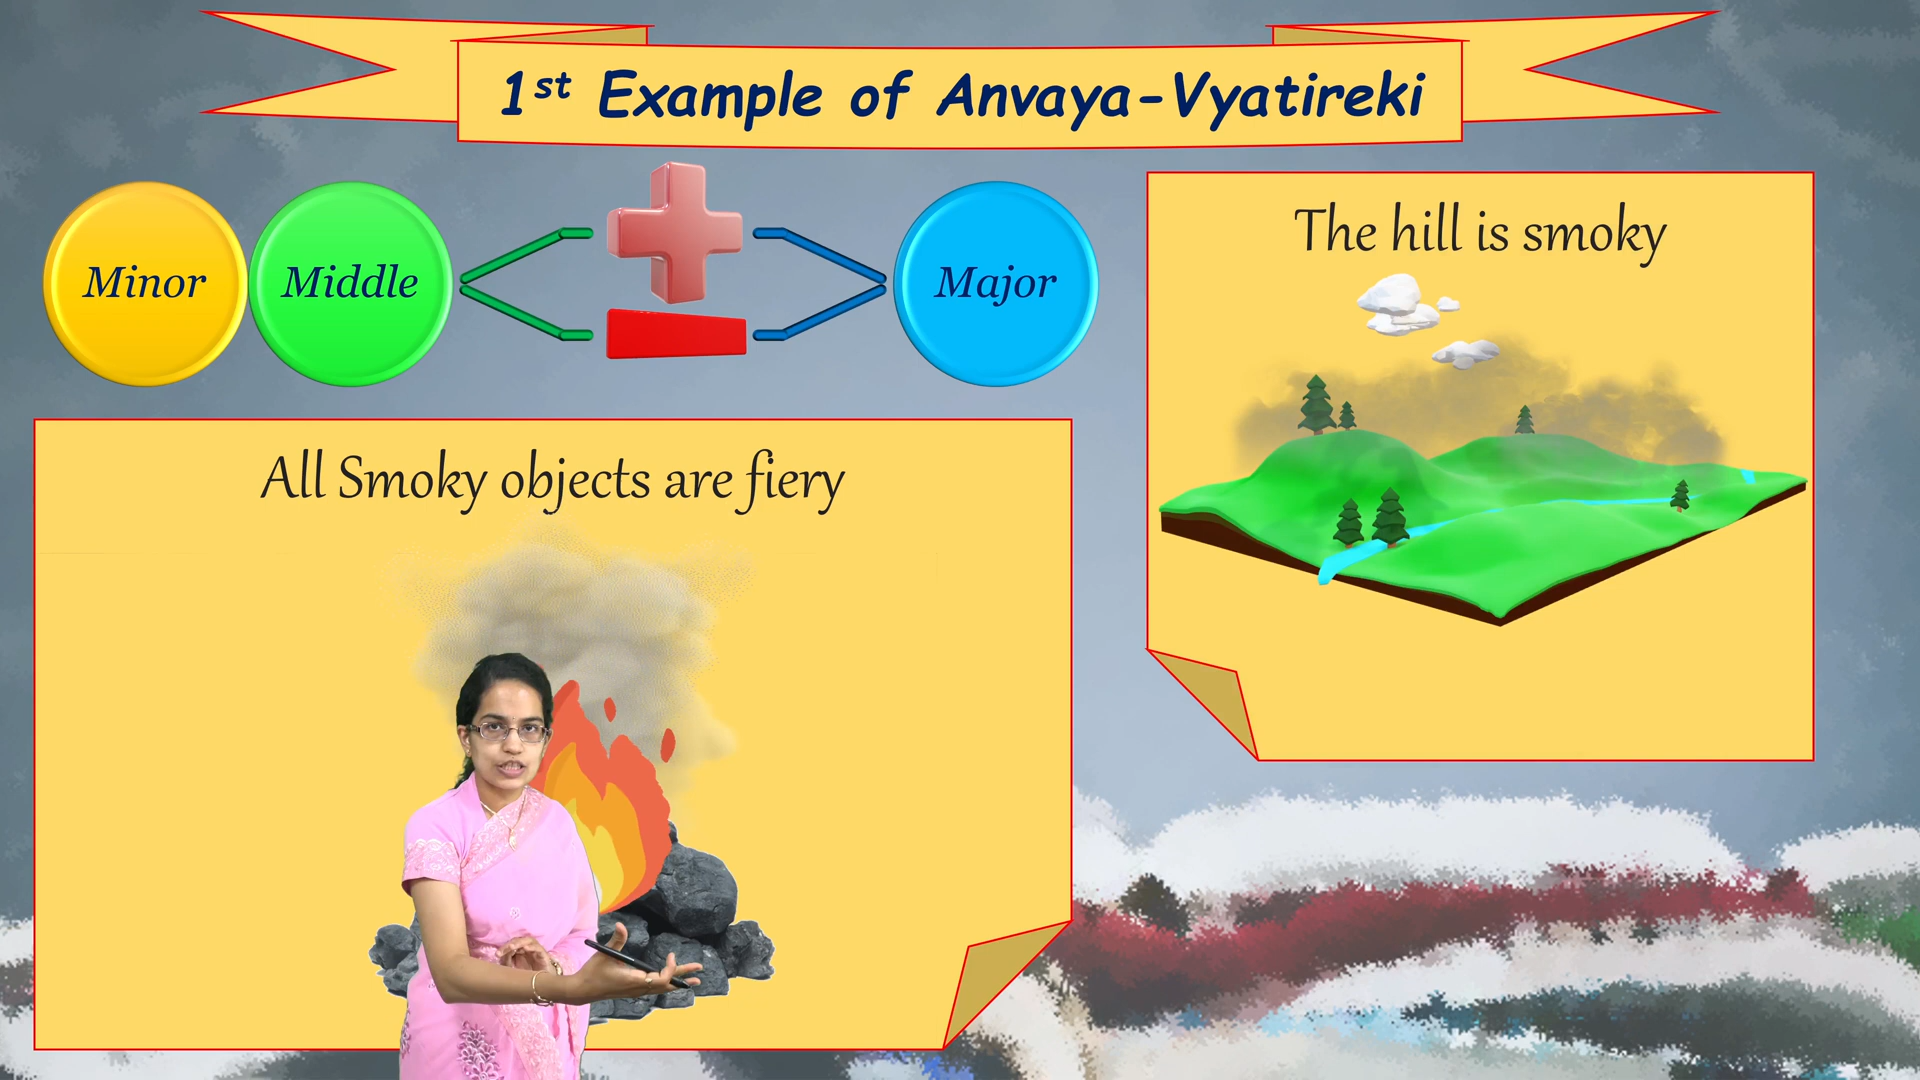 1st Example of Anvaya-Vyatireki
Minor
Middle
Major
The hill is smoky
All Smoky objects are fiery